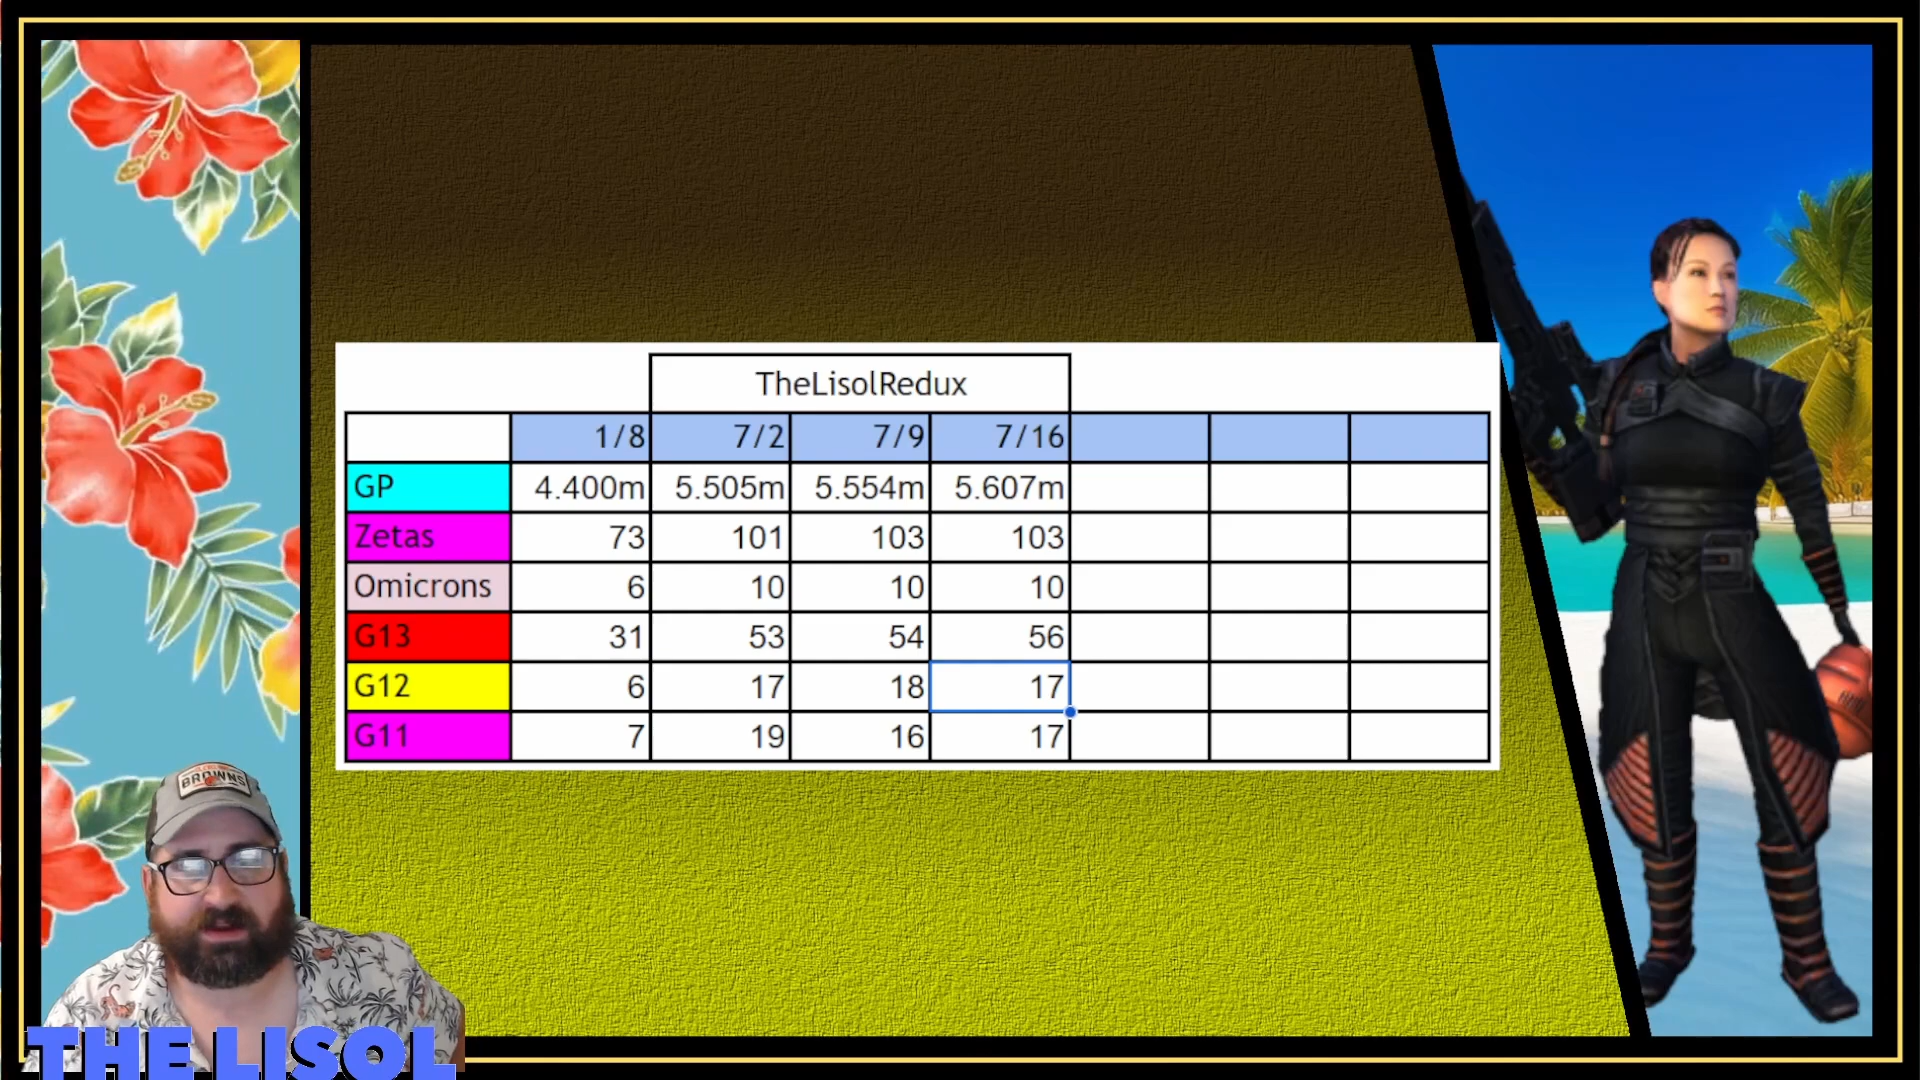 TheLisolRedux
1/8 7/2 7/9 7/16
GP 4.400m 5.505m 5.554m 5.607m
Zetas 73 101 103 103
Omicrons 6 10 10 10
G13 31 53 54 56
G12 6 17 18 17
G11 7 19 16 17
BROWNS
THE LISOL